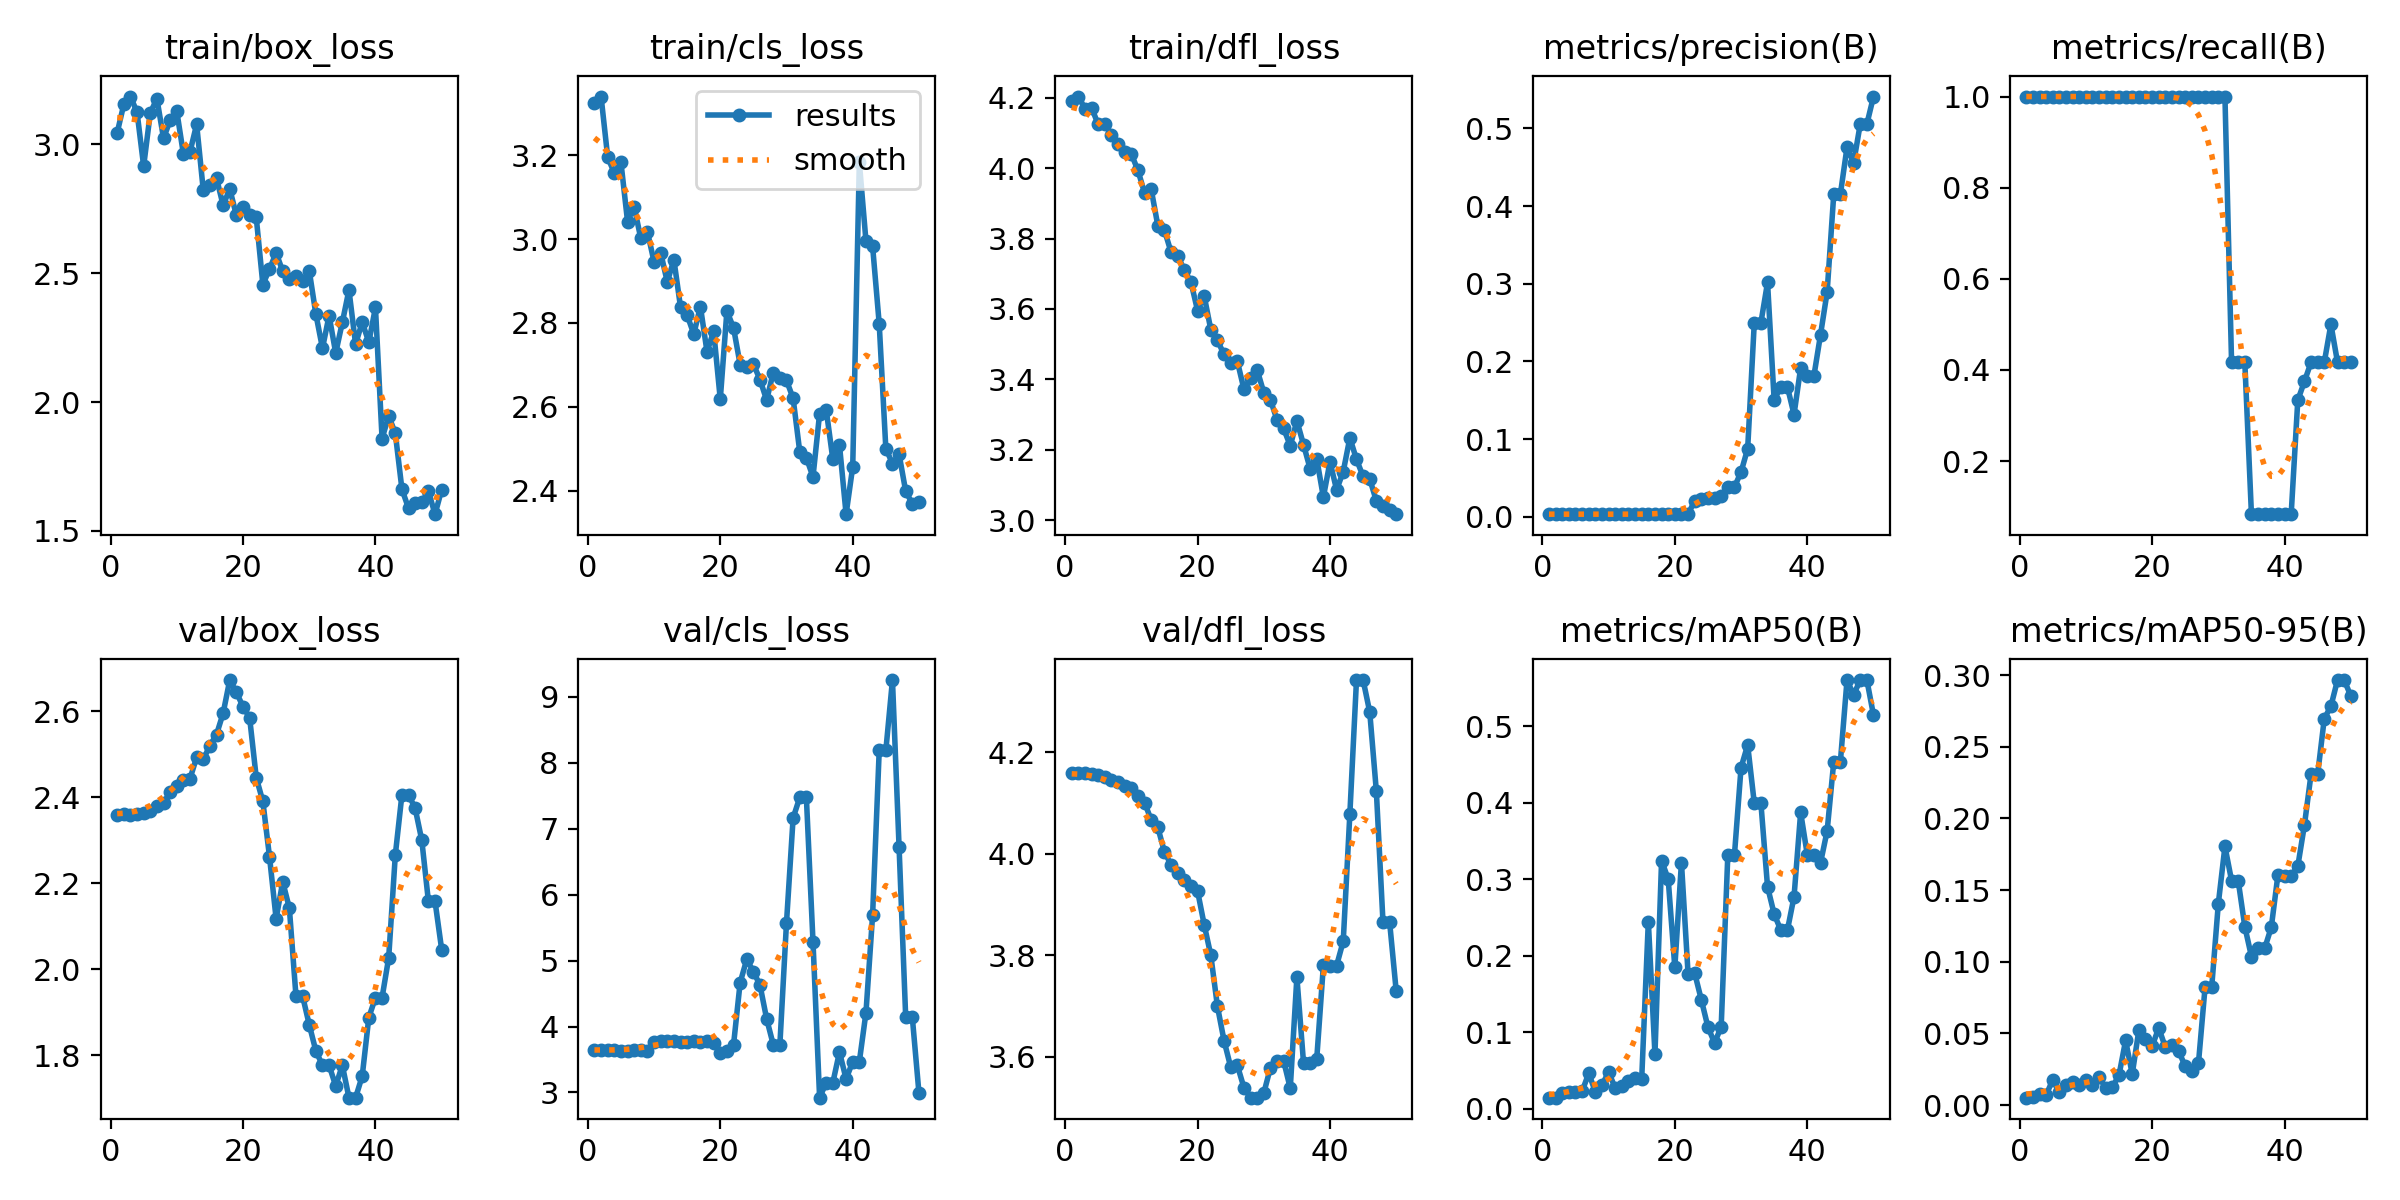 train/box_loss
train/cls_loss
train/dfl_loss
metrics/precision(B)
metrics/recall(B)
3.0
2.5
2.0
1.5
0 20 40
results
smooth
3.2
3.0
2.8
2.6
2.4
0 20 40
4.2
4.0
3.8
3.6
3.4
3.2
3.0
0 20 40
0.5
0.4
0.3
0.2
0.1
0.0
0 20 40
1.0
0.8
0.6
0.4
0.2
0 20 40
val/box_loss
val/cls_loss
val/dfl_loss
metrics/mAP50(B)
metrics/mAP50-95(B)
2.6
2.4
2.2
2.0
1.8
0 20 40
9
8
7
6
5
4
3
0 20 40
4.2
4.0
3.8
3.6
0 20 40
0.5
0.4
0.3
0.2
0.1
0.0
0 20 40
0.30
0.25
0.20
0.15
0.10
0.05
0.00
0 20 40